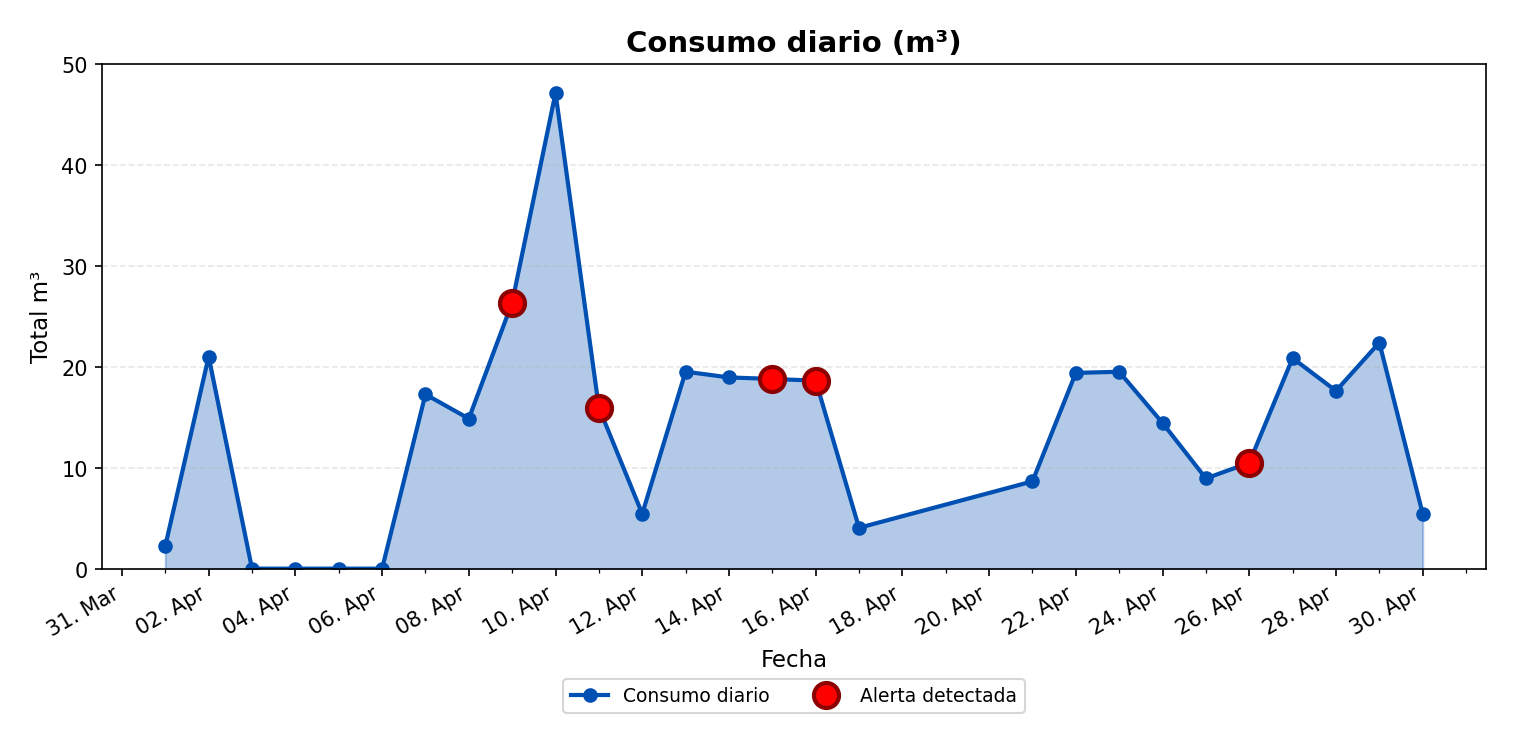 Consumo diario (m³)
50
40
30
20
10
0
Total m³
31. Mar
02. Apr
04. Apr
06. Apr
08. Apr
10. Apr
12. Apr
14. Apr
16. Apr
18. Apr
20. Apr
22. Apr
24. Apr
26. Apr
28. Apr
30. Apr
Fecha
Consumo diario
Alerta detectada